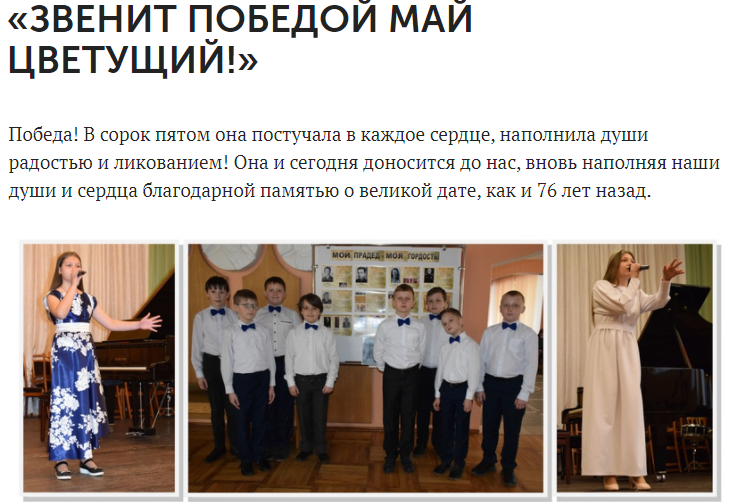 «ЗВЕНИТ ПОБЕДОЙ МАЙ
ЦВЕТУЩИЙ!»
Победа! В сорок пятом она постучала в каждое сердце, наполнила души
радостью и ликованием! Она и сегодня доносится до нас, вновь наполняя наши
души и сердца благодарной памятью о великой дате, как и 76 лет назад.
МОЙ ПРАДЕД - МОЯ ГОРДОСТЬ